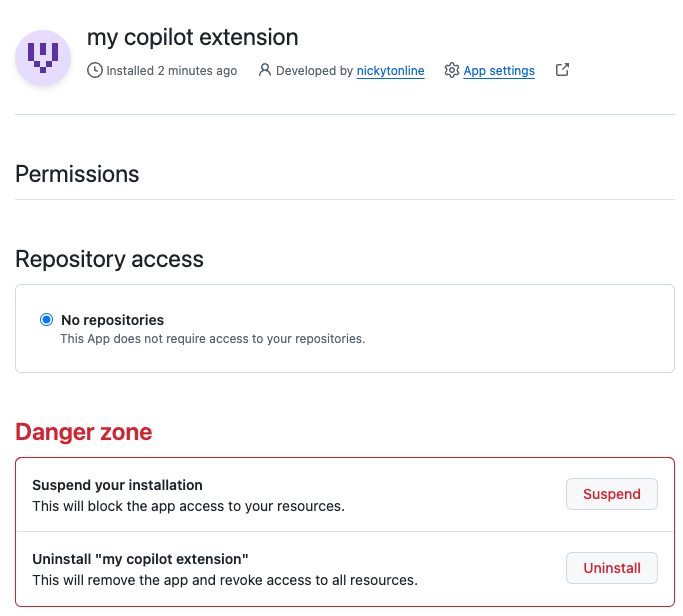 my copilot extension
Installed 2 minutes ago Developed by nickytonline App settings
Permissions
Repository access
No repositories
This App does not require access to your repositories.
Danger zone
Suspend your installation
This will block the app access to your resources.
Suspend
Uninstall "my copilot extension"
This will remove the app and revoke access to all resources.
Uninstall